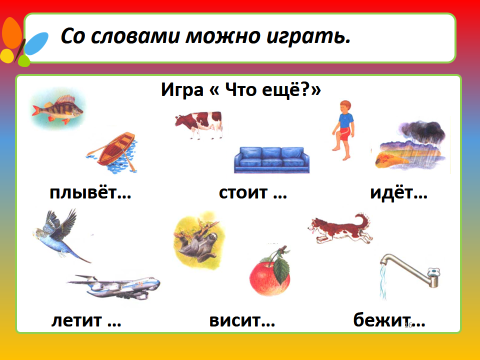 Со словами можно играть.
Игра « Что ещё?»
плывёт… стоит … идёт…
летит … висит… бежит…